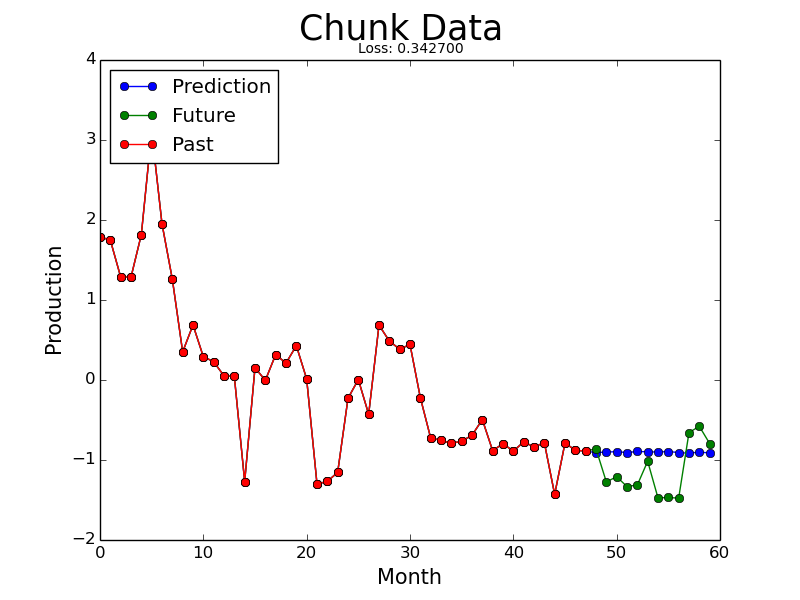 Chunk Data
Loss: 0.342700
Prediction
Future
Past
Production
4
3
2
1
0
−1
−2
0 10 20 30 40 50 60
Month